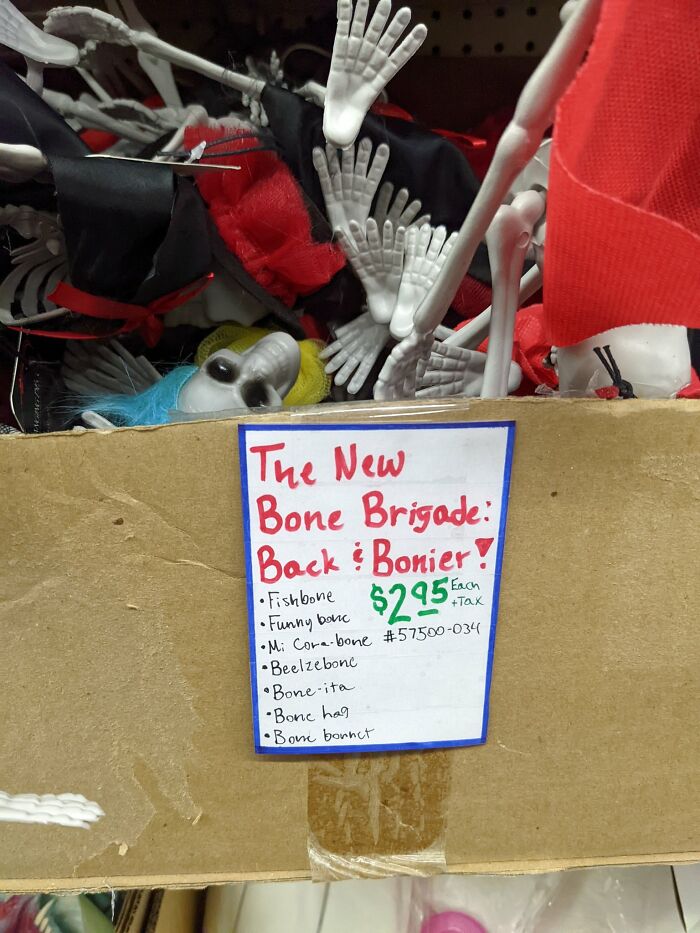 The New
Bone Brigade:
Back & Bonier!
$2.95 Each
+Tax
#57500-034
• Fishbone
• Funny bone
• Mi Cora-bone
• Beelzebone
• Bone-ita
• Bone hag
• Bone bonnet